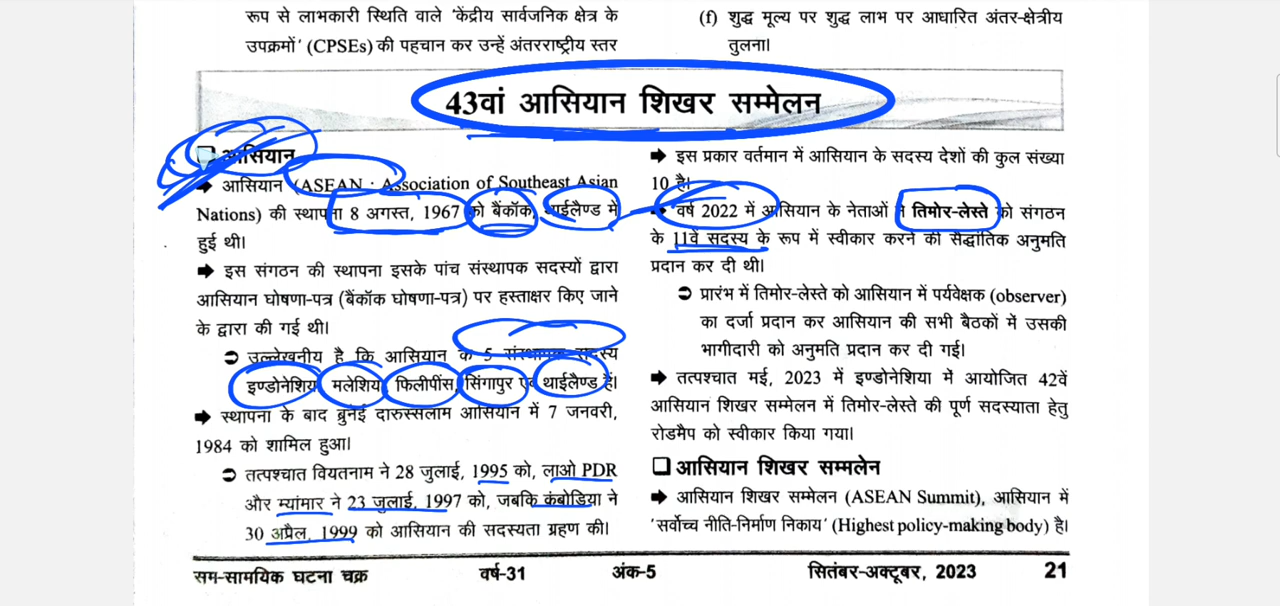 रूप से लाभकारी स्थिति वाले 'केंद्रीय सार्वजनिक क्षेत्र के
उपक्रमों' (CPSEs) की पहचान कर उन्हें अंतरराष्ट्रीय स्तर
(f) शुद्ध मूल्य पर शुद्ध लाभ पर आधारित अंतर-क्षेत्रीय
तुलना।
43वां आसियान शिखर सम्मेलन
आसियान
आसियान (ASEAN : Association of Southeast Asian
Nations) की स्थापना 8 अगस्त, 1967 को बैंकॉक, थाईलैण्ड में
हुई थी।
इस संगठन की स्थापना इसके पांच संस्थापक सदस्यों द्वारा
आसियान घोषणा-पत्र (बैंकॉक घोषणा-पत्र) पर हस्ताक्षर किए जाने
के द्वारा की गई थी।
उल्लेखनीय है कि आसियान के 5 संस्थापक सदस्य
इण्डोनेशिया, मलेशिया, फिलीपींस, सिंगापुर एवं थाईलैण्ड हैं।
स्थापना के बाद ब्रुनेई दारुस्सलाम आसियान में 7 जनवरी,
1984 को शामिल हुआ।
तत्पश्चात वियतनाम ने 28 जुलाई, 1995 को, लाओ PDR
और म्यांमार ने 23 जुलाई, 1997 को, जबकि कंबोडिया ने
30 अप्रैल, 1999 को आसियान की सदस्यता ग्रहण की।
इस प्रकार वर्तमान में आसियान के सदस्य देशों की कुल संख्या
10 है।
वर्ष 2022 में आसियान के नेताओं ने तिमोर-लेस्ते को संगठन
के 11वें सदस्य के रूप में स्वीकार करने की सैद्धांतिक अनुमति
प्रदान कर दी थी।
प्रारंभ में तिमोर-लेस्ते को आसियान में पर्यवेक्षक (observer)
का दर्जा प्रदान कर आसियान की सभी बैठकों में उसकी
भागीदारी को अनुमति प्रदान कर दी गई।
तत्पश्चात मई, 2023 में इण्डोनेशिया में आयोजित 42वें
आसियान शिखर सम्मेलन में तिमोर-लेस्ते की पूर्ण सदस्यता हेतु
रोडमैप को स्वीकार किया गया।
आसियान शिखर सम्मलेन
आसियान शिखर सम्मेलन (ASEAN Summit), आसियान में
'सर्वोच्च नीति-निर्माण निकाय' (Highest policy-making body) है।
सम-सामयिक घटना चक्र वर्ष-31 अंक-5 सितंबर-अक्टूबर, 2023 21